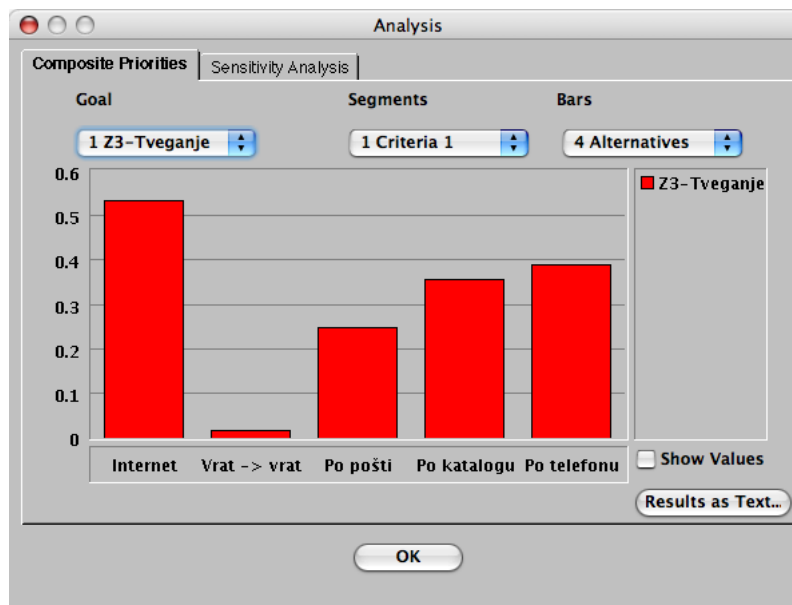 Analysis
Composite Priorities Sensitivity Analysis
Goal Segments Bars
1 Z3-Tveganje 1 Criteria 1 4 Alternatives
0.6
0.5
0.4
0.3
0.2
0.1
0
Z3-Tveganje
Internet Vrat -> vrat Po pošti Po katalogu Po telefonu
Show Values
Results as Text...
OK